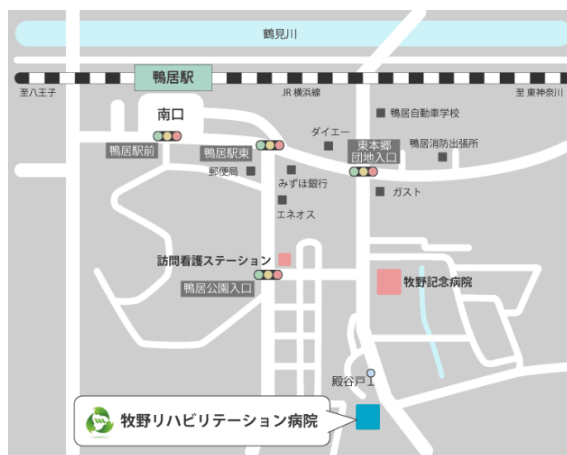 鶴見川
鴨居駅
至八王子
JR 横浜線
至 東神奈川
南口
鴨居自動車学校
ダイエー
東本郷
団地入口
鴨居消防出張所
鴨居駅前
鴨居駅東
郵便局
みずほ銀行
ガスト
エネオス
訪問看護ステーション
鴨居公園入口
牧野記念病院
殿谷戸
牧野リハビリテーション病院